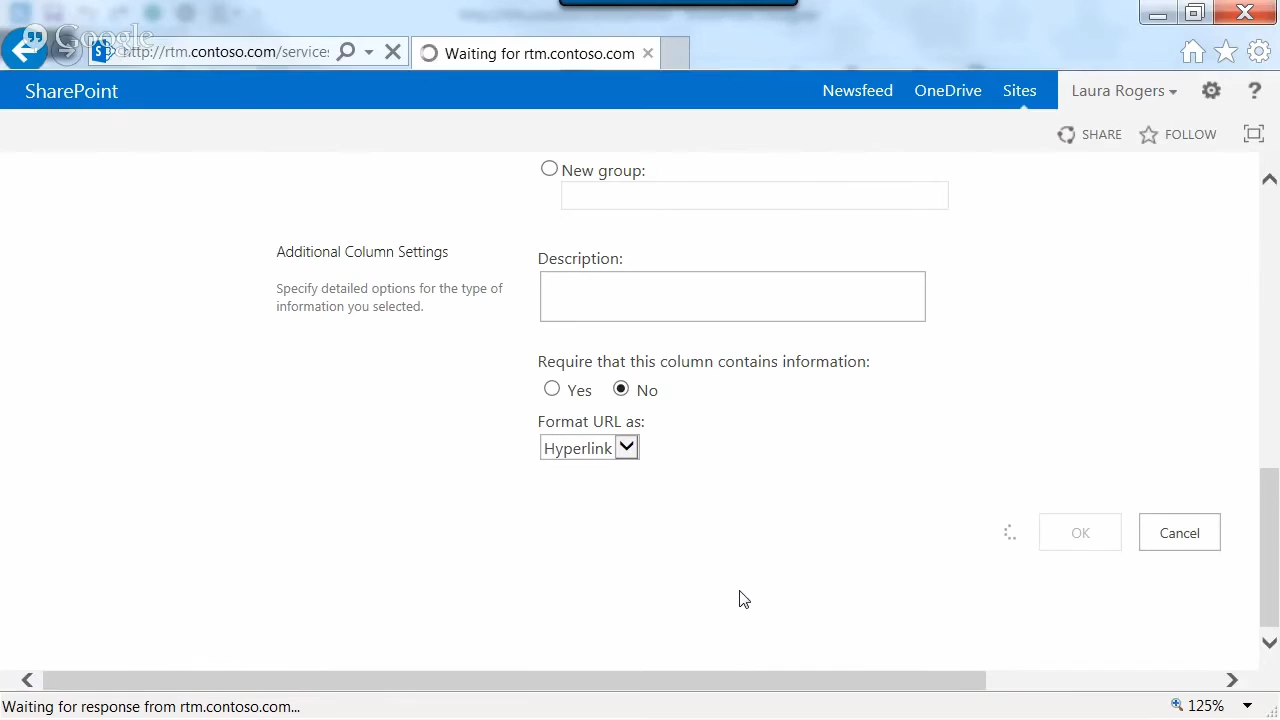 Google
http://rtm.contoso.com/service:
Waiting for rtm.contoso.com
SharePoint
Newsfeed
OneDrive
Sites
Laura Rogers
?
SHARE
FOLLOW
New group:
Additional Column Settings
Description:
Specify detailed options for the type of
information you selected.
Require that this column contains information:
Yes
No
Format URL as:
Hyperlink
OK
Cancel
Waiting for response from rtm.contoso.com...
125%